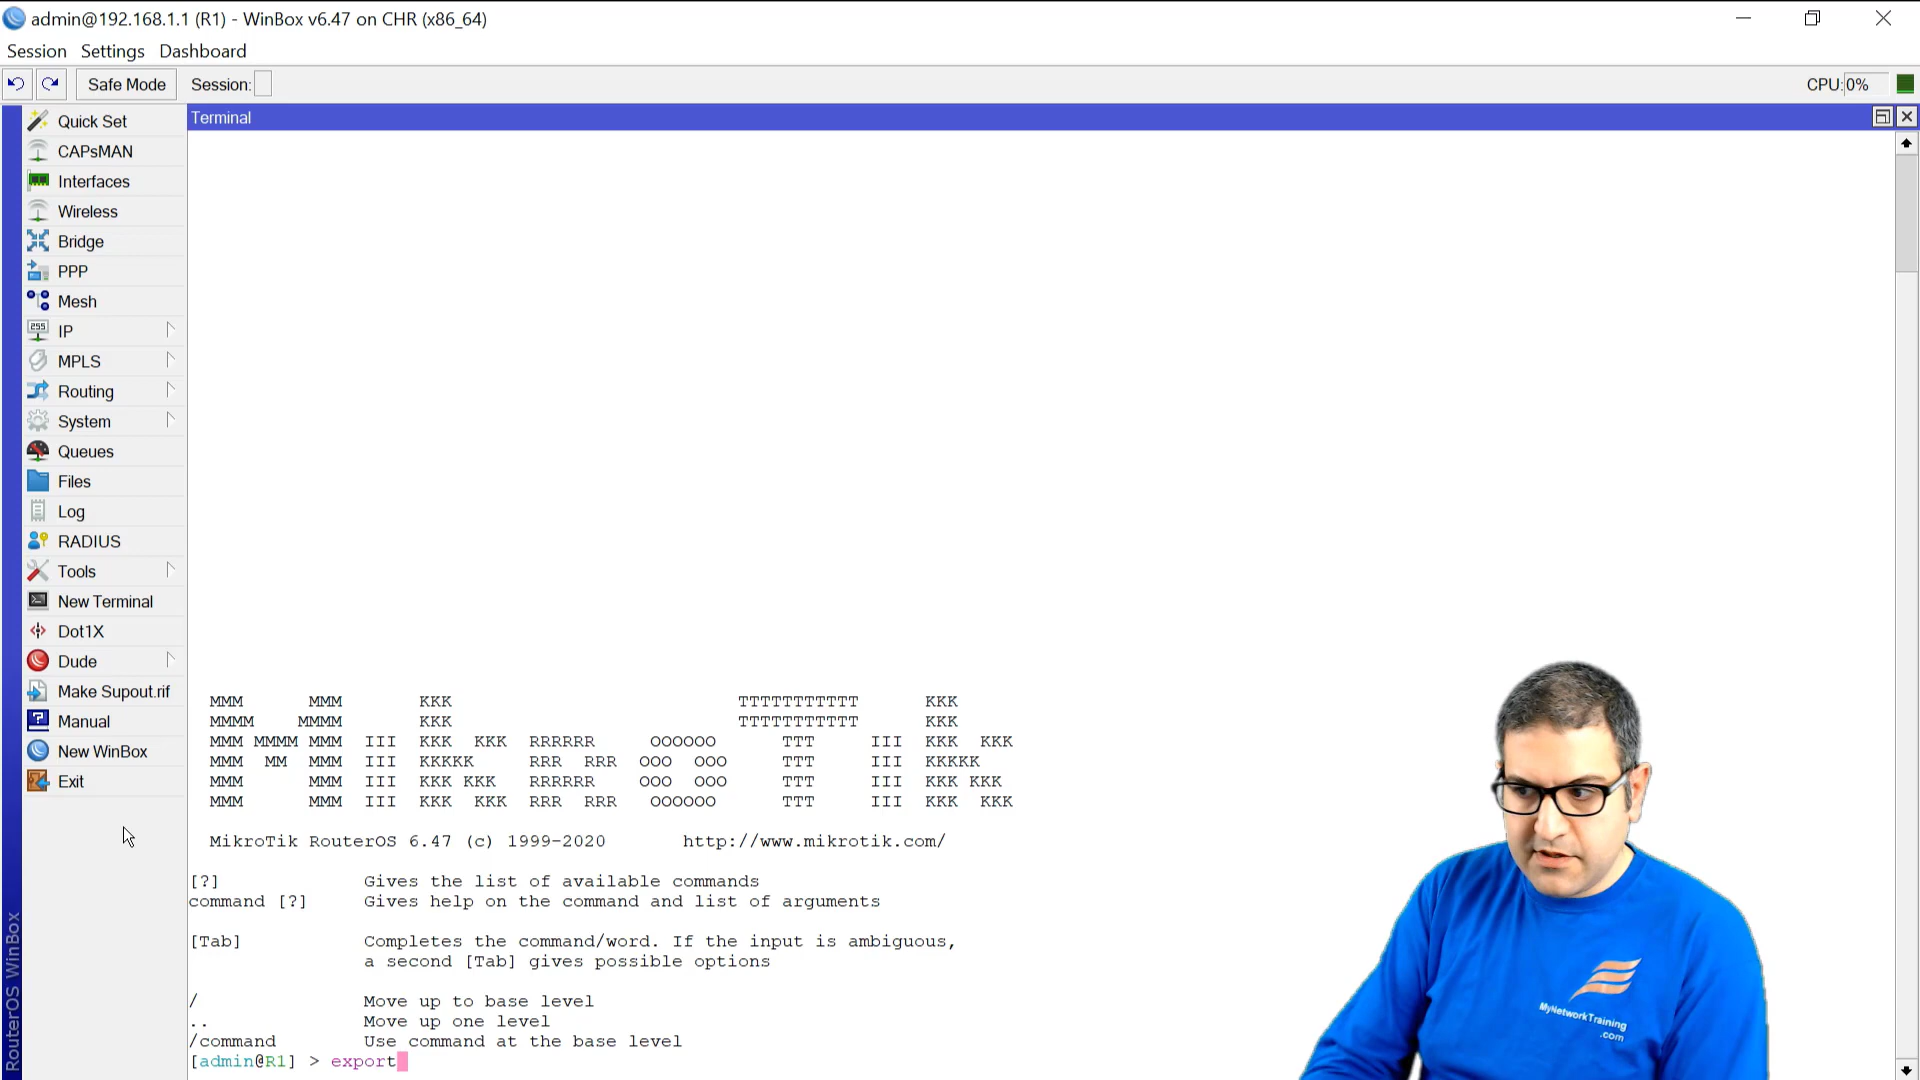 admin@192.168.1.1 (R1) - WinBox v6.47 on CHR (x86_64)
Session Settings Dashboard
Safe Mode Session: CPU:0%
Terminal
Quick Set
CAPsMAN
Interfaces
Wireless
Bridge
PPP
Mesh
255 IP
MPLS
Routing
System
Queues
Files
Log
RADIUS
Tools
New Terminal
Dot1X
Dude
Make Supout.rif
Manual
New WinBox
Exit
RouterOS WinBox
MMM      MMM       KKK                          TTTTTTTTTTT      KKK
MMMM    MMMM       KKK                          TTTTTTTTTTT      KKK
MMM MMMM MMM  III  KKK  KKK  RRRRRR     OOOOOO      TTT     III  KKK  KKK
MMM  MM  MMM  III  KKKKK     RRR  RRR  OOO  OOO     TTT     III  KKKKK
MMM      MMM  III  KKK KKK   RRRRRR    OOO  OOO     TTT     III  KKK KKK
MMM      MMM  III  KKK  KKK  RRR  RRR   OOOOOO      TTT     III  KKK  KKK
MikroTik RouterOS 6.47 (c) 1999-2020       http://www.mikrotik.com/
[?]             Gives the list of available commands
command [?]     Gives help on the command and list of arguments
[Tab]           Completes the command/word. If the input is ambiguous,
a second [Tab] gives possible options
/               Move up to base level
..              Move up one level
/command        Use command at the base level
[admin@R1] > export
MyNetworkTraining
.com